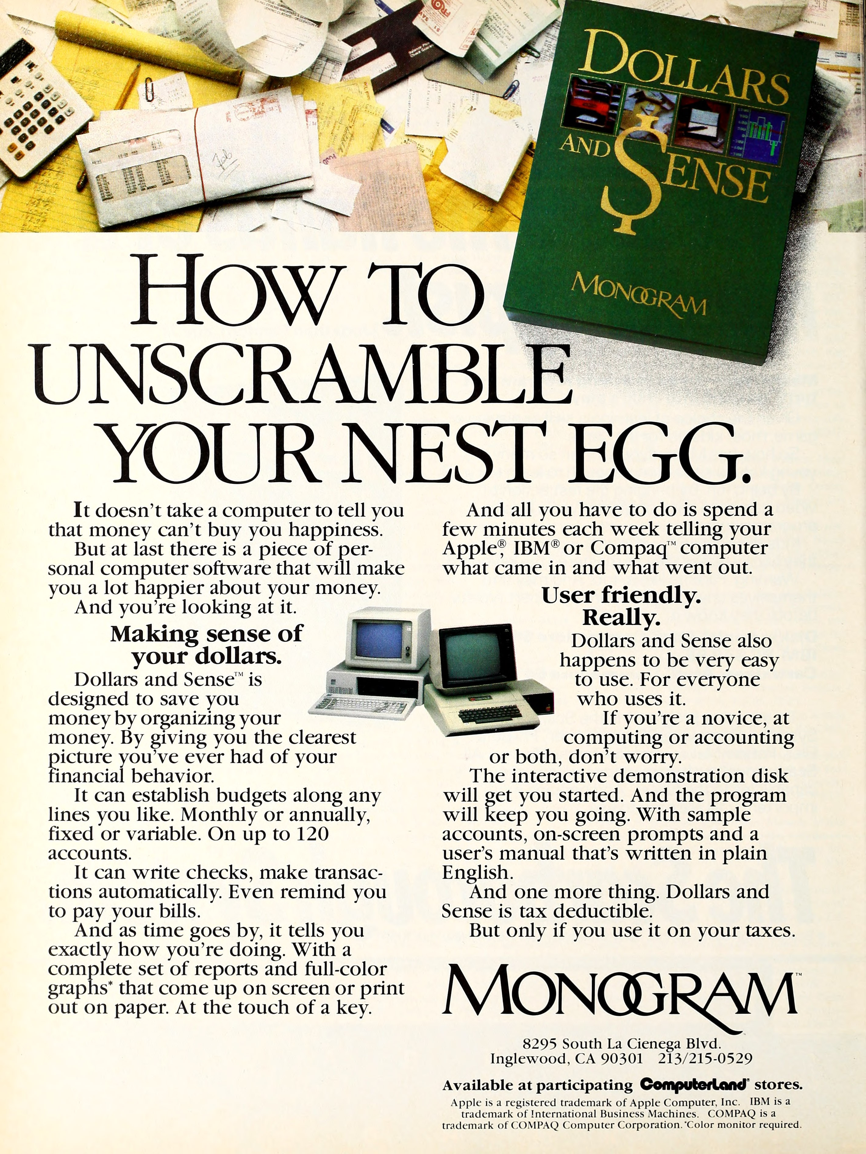 DOLLARS
AND SENSE
MONOGRAM
HOW TO
UNSCRAMBLE
YOUR NEST EGG.
It doesn't take a computer to tell you
that money can't buy you happiness.
But at last there is a piece of per-
sonal computer software that will make
you a lot happier about your money.
And you're looking at it.
Making sense of
your dollars.
Dollars and Sense™ is
designed to save you
money by organizing your
money. By giving you the clearest
picture you've ever had of your
financial behavior.
It can establish budgets along any
lines you like. Monthly or annually,
fixed or variable. On up to 120
accounts.
It can write checks, make transac-
tions automatically. Even remind you
to pay your bills.
And as time goes by, it tells you
exactly how you're doing. With a
complete set of reports and full-color
graphs* that come up on screen or print
out on paper. At the touch of a key.
And all you have to do is spend a
few minutes each week telling your
Apple®, IBM® or Compaq™ computer
what came in and what went out.
User friendly.
Really.
Dollars and Sense also
happens to be very easy
to use. For everyone
who uses it.
If you're a novice, at
computing or accounting
or both, don't worry.
The interactive demonstration disk
will get you started. And the program
will keep you going. With sample
accounts, on-screen prompts and a
user's manual that's written in plain
English.
And one more thing. Dollars and
Sense is tax deductible.
But only if you use it on your taxes.
MONOGRAM™
8295 South La Cienega Blvd.
Inglewood, CA 90301 213/215-0529
Available at participating ComputerLand® stores.
Apple is a registered trademark of Apple Computer, Inc. IBM is a
trademark of International Business Machines. COMPAQ is a
trademark of COMPAQ Computer Corporation. *Color monitor required.